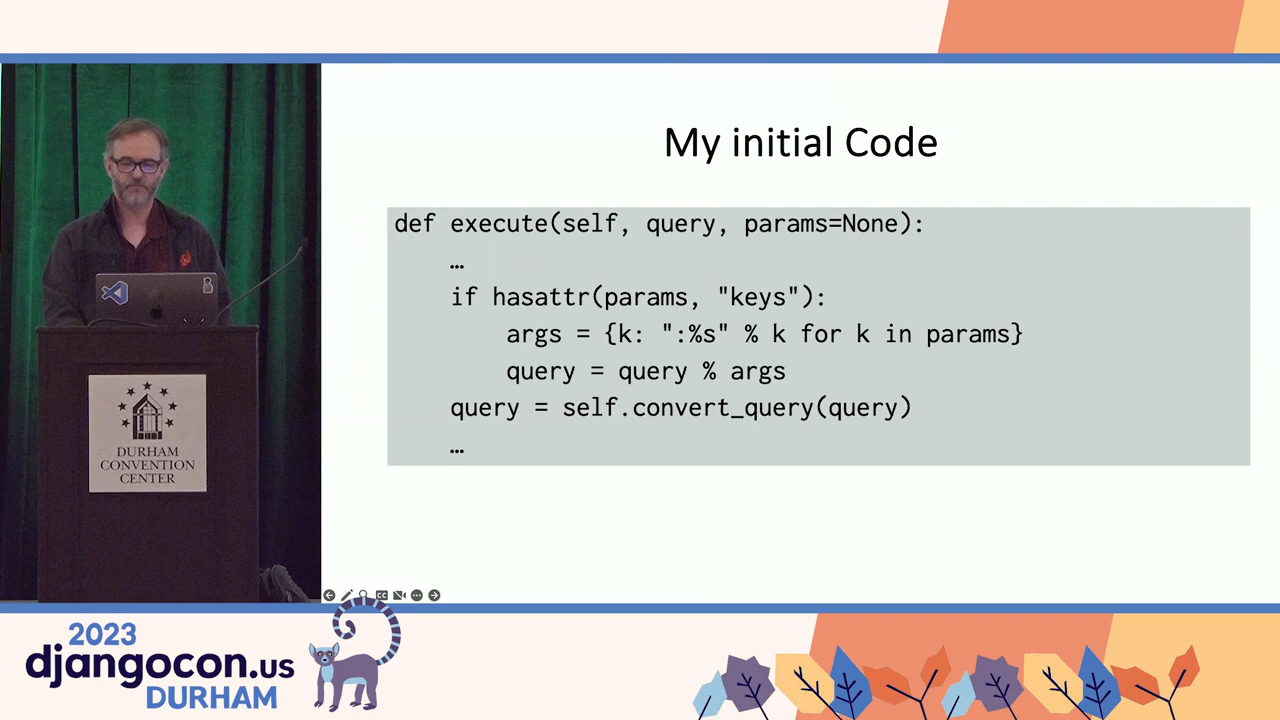 My initial Code
def execute(self, query, params=None):
…
if hasattr(params, "keys"):
args = {k: ":%s" % k for k in params}
query = query % args
query = self.convert_query(query)
…
DURHAM
CONVENTION
CENTER
CC
2023
djangocon.us
DURHAM